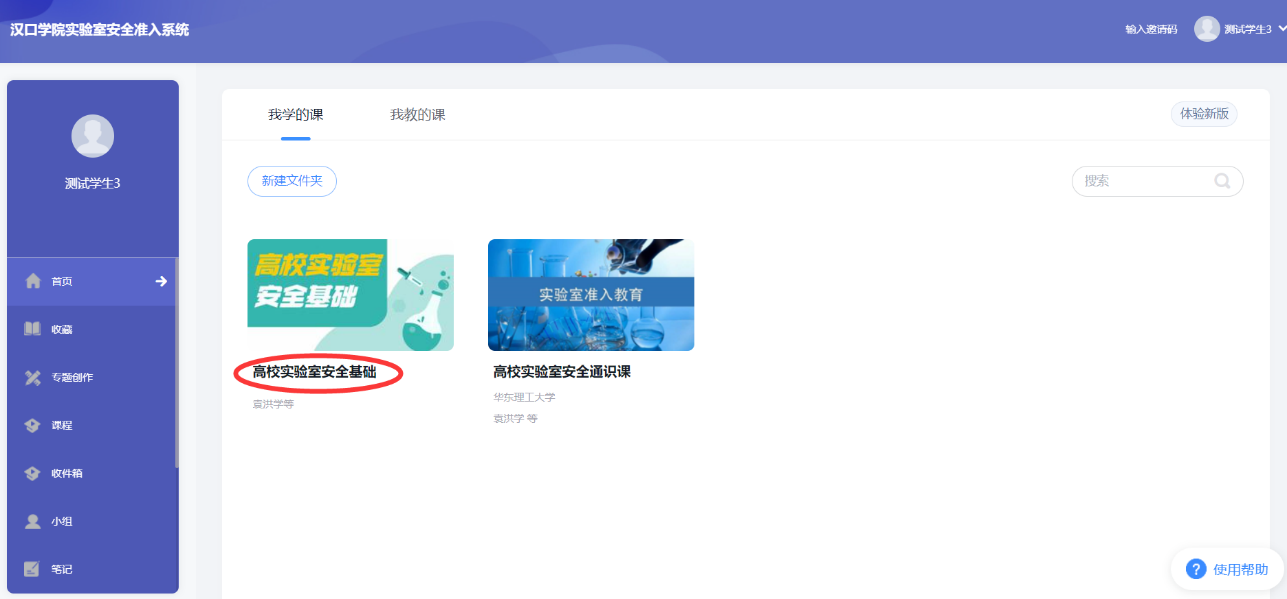 汉口学院实验室安全准入系统
输入邀请码
测试学生3
测试学生3
首页
收藏
专题创作
课程
收件箱
小组
笔记
我学的课
我教的课
体验新版
新建文件夹
搜索
高校实验室
安全基础
高校实验室安全基础
袁洪学等
实验室准入教育
高校实验室安全通识课
华东理工大学
袁洪学 等
使用帮助